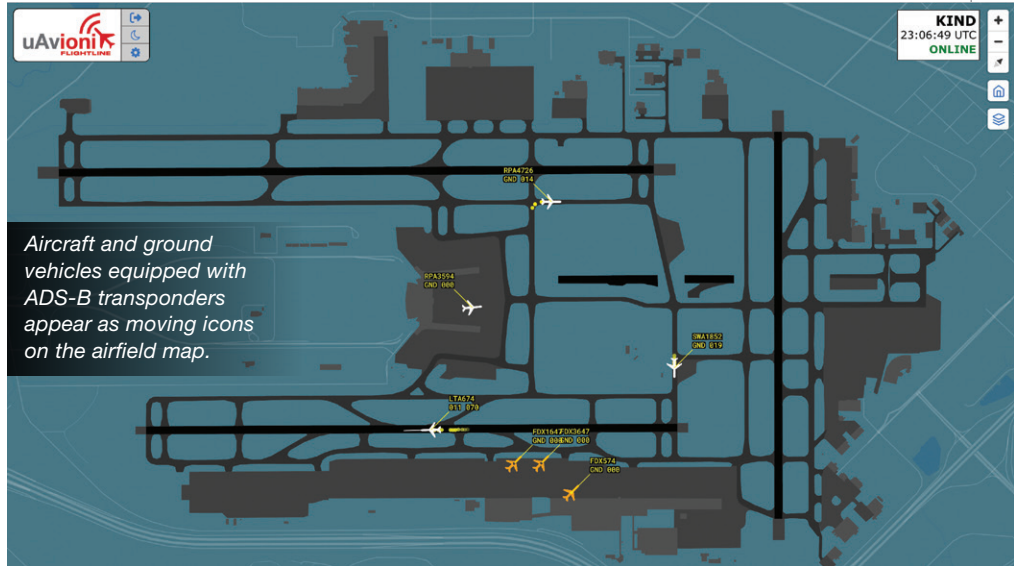 uAvionix
FLIGHTLINE
KIND
23:06:49 UTC
ONLINE
+
−
RPA4726
GND 014
Aircraft and ground
vehicles equipped with
ADS-B transponders
appear as moving icons
on the airfield map.
RPA3594
GND 000
SWA1852
GND 019
LTA674
011 070
FDX1647 FDX3647
GND 000 GND 000
FDX574
GND 000